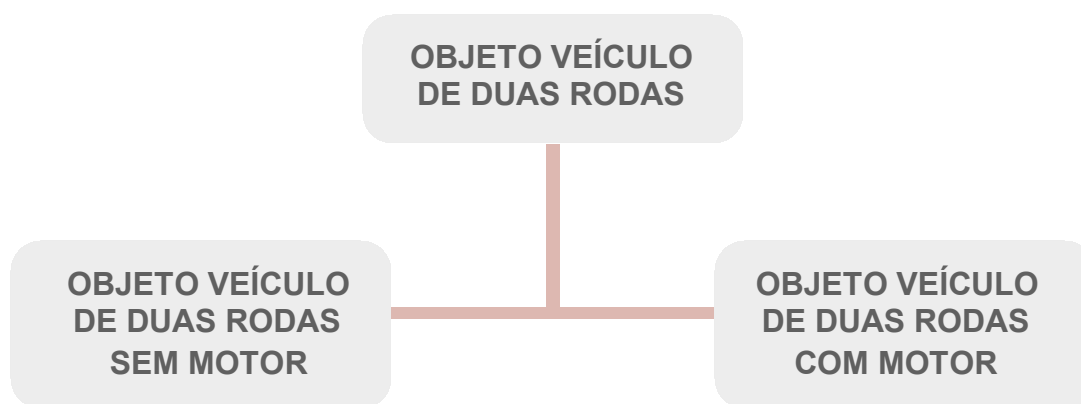 OBJETO VEÍCULO
DE DUAS RODAS
OBJETO VEÍCULO
DE DUAS RODAS
SEM MOTOR
OBJETO VEÍCULO
DE DUAS RODAS
COM MOTOR